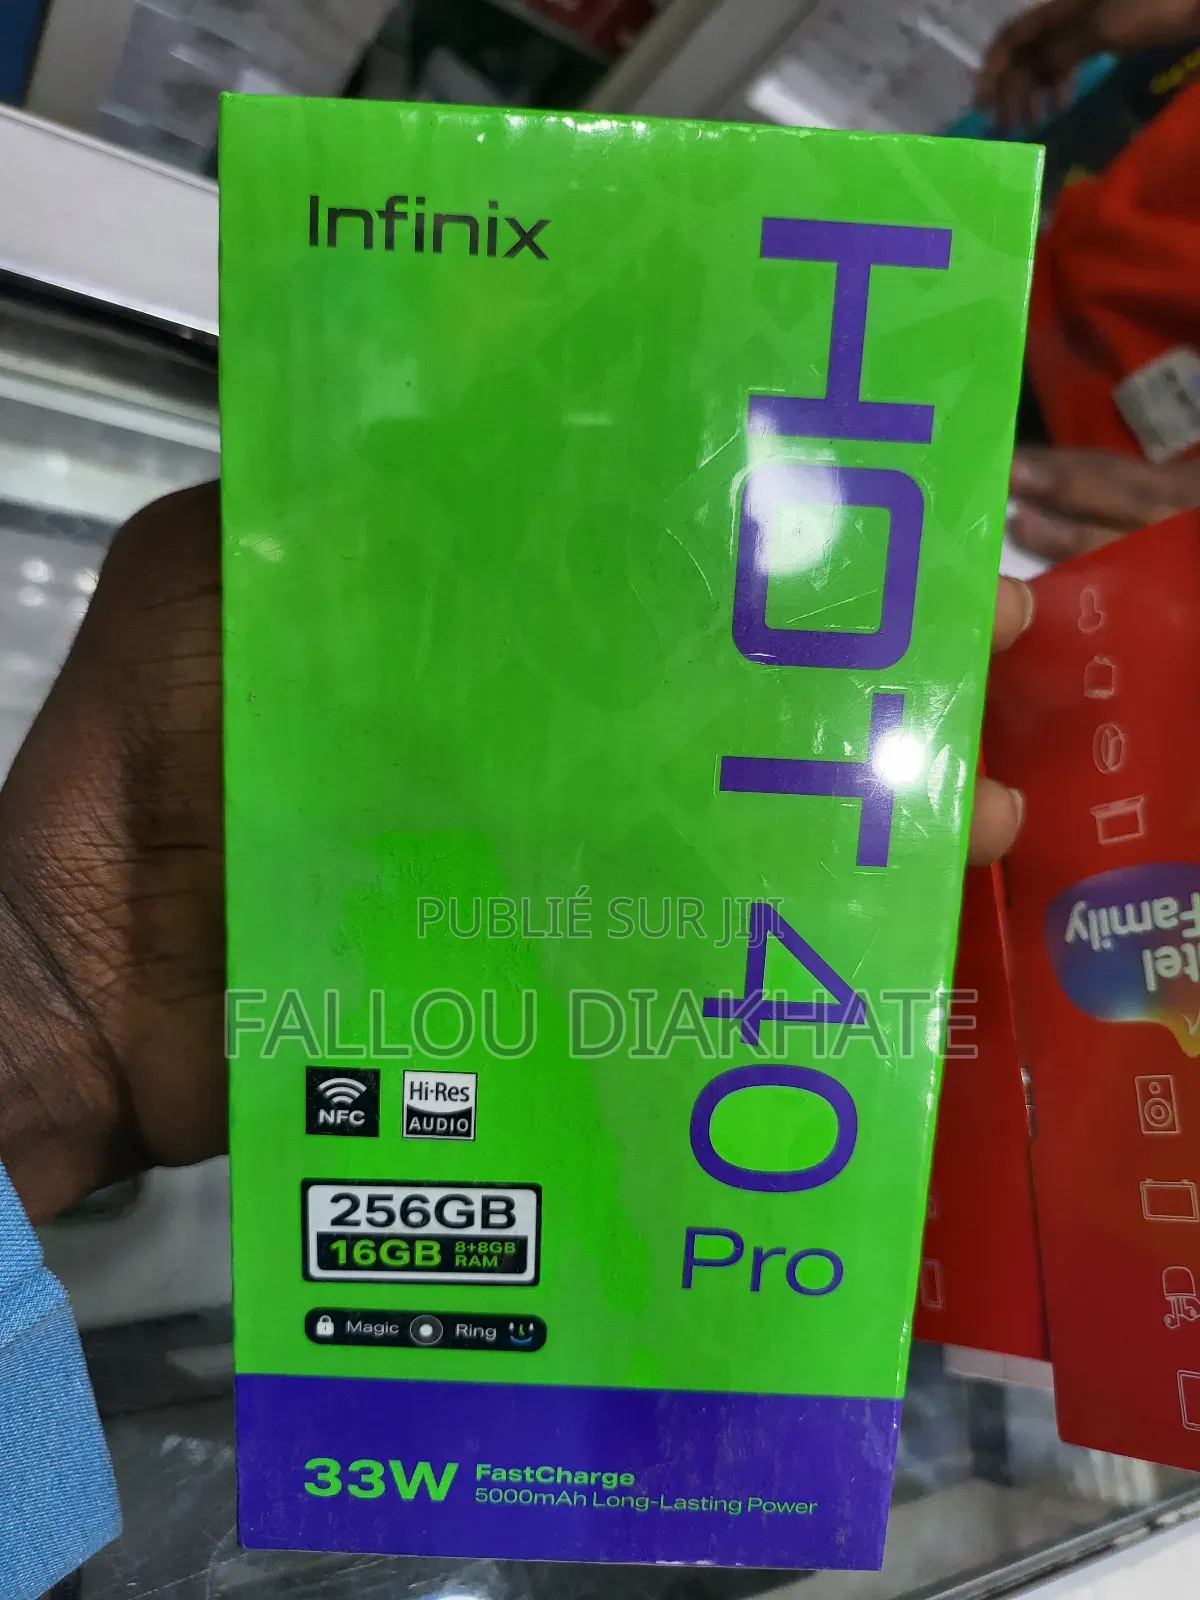 Infinix
HOT 40
Pro
PUBLIÉ SUR JIJI
FALLOU DIAKHATE
NFC
Hi-Res
AUDIO
256GB
16GB 8+8GB
RAM
Magic Ring
33W FastCharge
5000mAh Long-Lasting Power
itel
Family